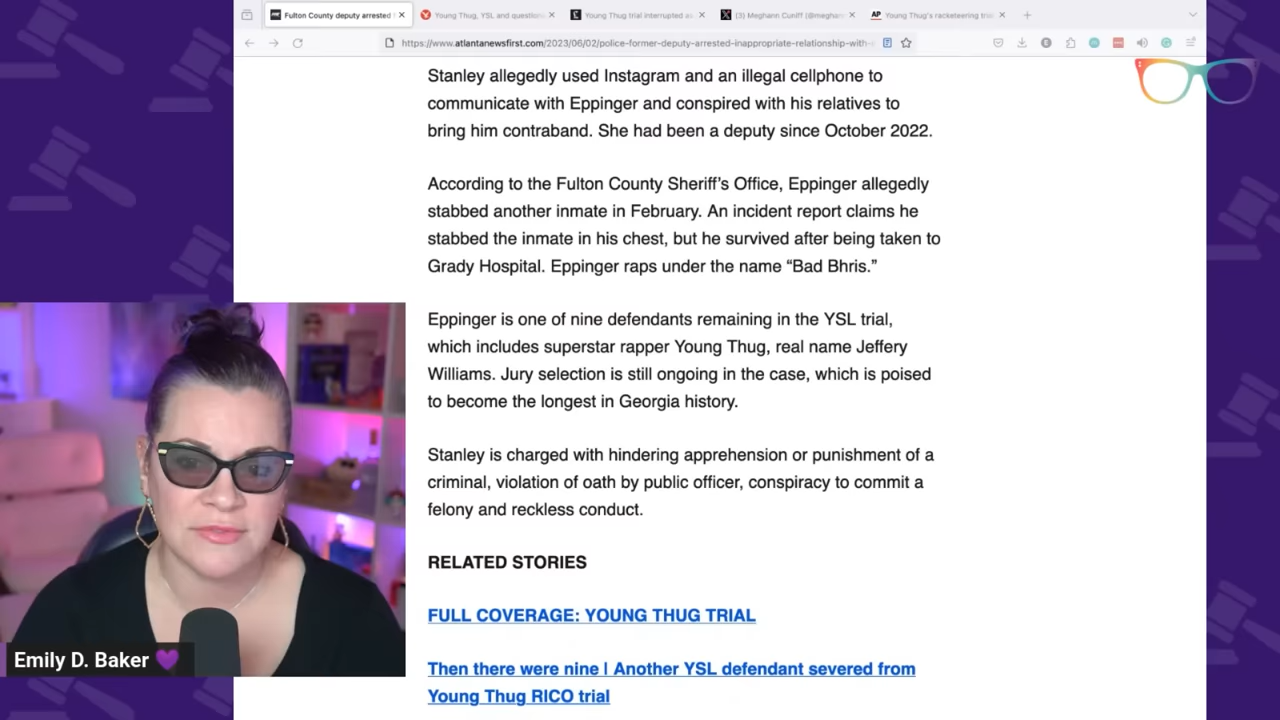 Fulton County deputy arrested
Young Thug, YSL and question
Young Thug trial interrupted as
(3) Meghann Cuniff (@meghan
AP Young Thug's racketeering tria
https://www.atlantanewsfirst.com/2023/06/02/police-former-deputy-arrested-inappropriate-relationship-with-
Stanley allegedly used Instagram and an illegal cellphone to
communicate with Eppinger and conspired with his relatives to
bring him contraband. She had been a deputy since October 2022.
According to the Fulton County Sheriff’s Office, Eppinger allegedly
stabbed another inmate in February. An incident report claims he
stabbed the inmate in his chest, but he survived after being taken to
Grady Hospital. Eppinger raps under the name “Bad Bhris.”
Eppinger is one of nine defendants remaining in the YSL trial,
which includes superstar rapper Young Thug, real name Jeffery
Williams. Jury selection is still ongoing in the case, which is poised
to become the longest in Georgia history.
Stanley is charged with hindering apprehension or punishment of a
criminal, violation of oath by public officer, conspiracy to commit a
felony and reckless conduct.
RELATED STORIES
FULL COVERAGE: YOUNG THUG TRIAL
Then there were nine | Another YSL defendant severed from
Young Thug RICO trial
Emily D. Baker